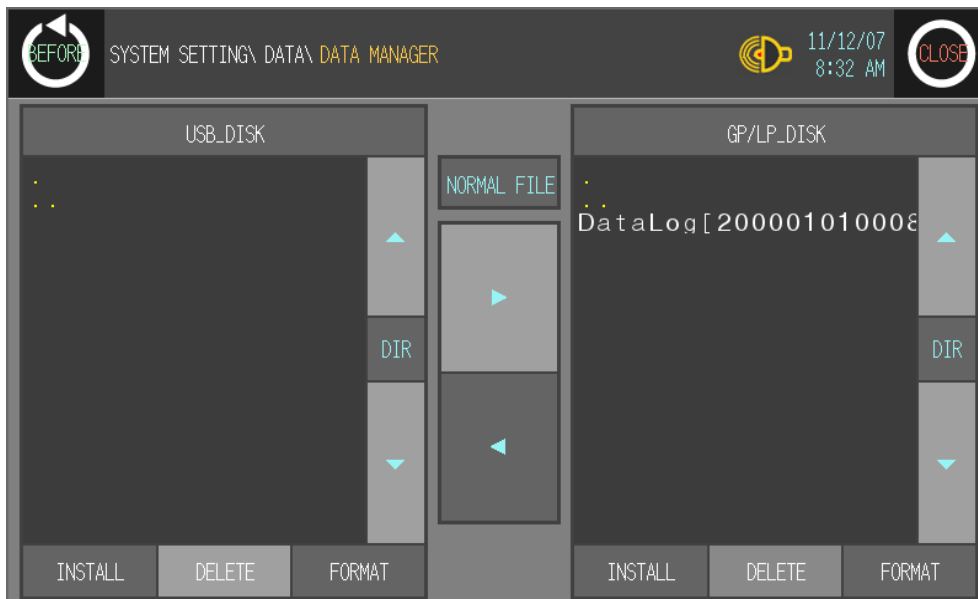 BEFORE
SYSTEM SETTING\ DATA\ DATA MANAGER
11/12/07
8:32 AM
CLOSE
USB_DISK
.
. .
DIR
INSTALL DELETE FORMAT
NORMAL FILE
GP/LP_DISK
.
. .
DataLog[200001010008
DIR
INSTALL DELETE FORMAT